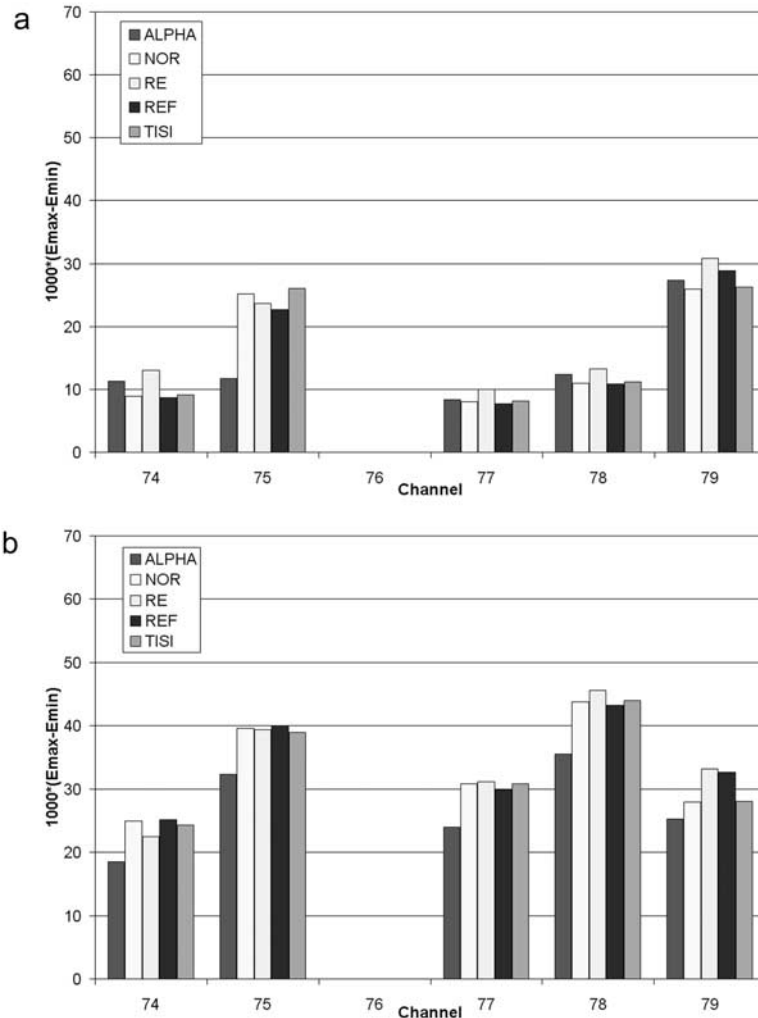 a
ALPHA
NOR
RE
REF
TISI
70
60
50
40
30
20
10
0
1000*(Emax-Emin)
74 75 76 77 78 79
Channel
b
ALPHA
NOR
RE
REF
TISI
70
60
50
40
30
20
10
0
1000*(Emax-Emin)
74 75 76 77 78 79
Channel